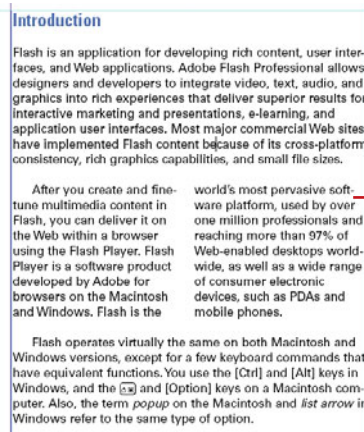 Introduction
Flash is an application for developing rich content, user inter-
faces, and Web applications. Adobe Flash Professional allows
designers and developers to integrate video, text, audio, and
graphics into rich experiences that deliver superior results for
interactive marketing and presentations, e-learning, and
application user interfaces. Most major commercial Web sites
have implemented Flash content because of its cross-platform
consistency, rich graphics capabilities, and small file sizes.
After you create and fine-
tune multimedia content in
Flash, you can deliver it on
the Web within a browser
using the Flash Player. Flash
Player is a software product
developed by Adobe for
browsers on the Macintosh
and Windows. Flash is the
world's most pervasive soft-
ware platform, used by over
one million professionals and
reaching more than 97% of
Web-enabled desktops world-
wide, as well as a wide range
of consumer electronic
devices, such as PDAs and
mobile phones.
Flash operates virtually the same on both Macintosh and
Windows versions, except for a few keyboard commands that
have equivalent functions. You use the [Ctrl] and [Alt] keys in
Windows, and the and [Option] keys on a Macintosh com-
puter. Also, the term popup on the Macintosh and list arrow in
Windows refer to the same type of option.